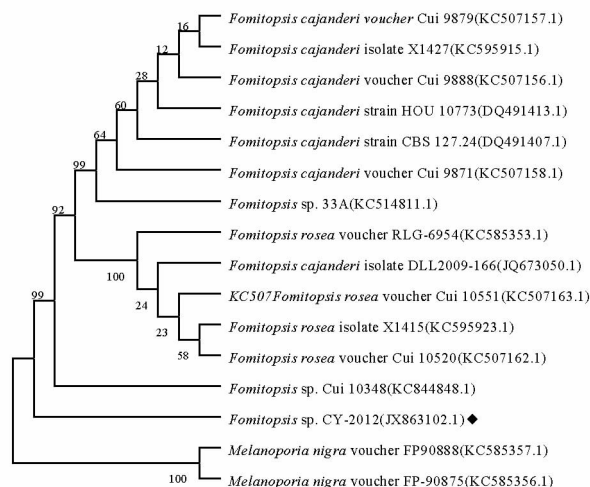 16
Fomitopsis cajanderi voucher Cui 9879(KC507157.1)
12
Fomitopsis cajanderi isolate X1427(KC595915.1)
28
Fomitopsis cajanderi voucher Cui 9888(KC507156.1)
60
Fomitopsis cajanderi strain HOU 10773(DQ491413.1)
64
Fomitopsis cajanderi strain CBS 127.24(DQ491407.1)
99
Fomitopsis cajanderi voucher Cui 9871(KC507158.1)
92
Fomitopsis sp. 33A(KC514811.1)
Fomitopsis rosea voucher RLG-6954(KC585353.1)
100
Fomitopsis cajanderi isolate DLL2009-166(JQ673050.1)
24
KC507Fomitopsis rosea voucher Cui 10551(KC507163.1)
99
23
Fomitopsis rosea isolate X1415(KC595923.1)
58
Fomitopsis rosea voucher Cui 10520(KC507162.1)
Fomitopsis sp. Cui 10348(KC844848.1)
Fomitopsis sp. CY-2012(JX863102.1)◆
Melanoporia nigra voucher FP90888(KC585357.1)
100
Melanoporia nigra voucher FP-90875(KC585356.1)